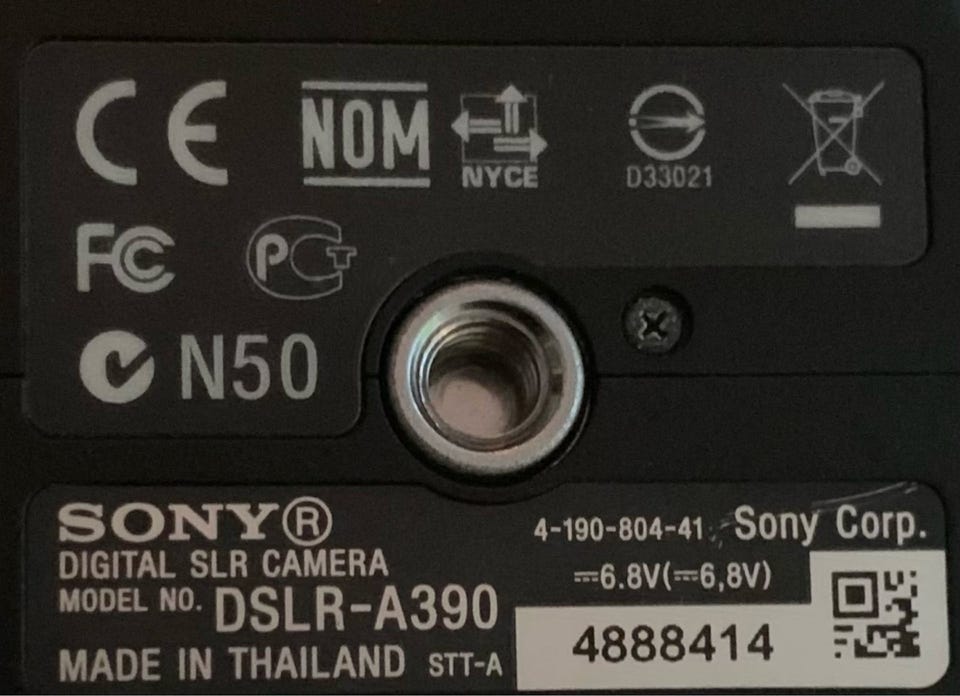 CE NOM NYCE D33021
FC PCT
N50
SONY®
DIGITAL SLR CAMERA
MODEL NO. DSLR-A390
MADE IN THAILAND STT-A
4-190-804-41 Sony Corp.
⎓6.8V(⎓6,8V)
4888414